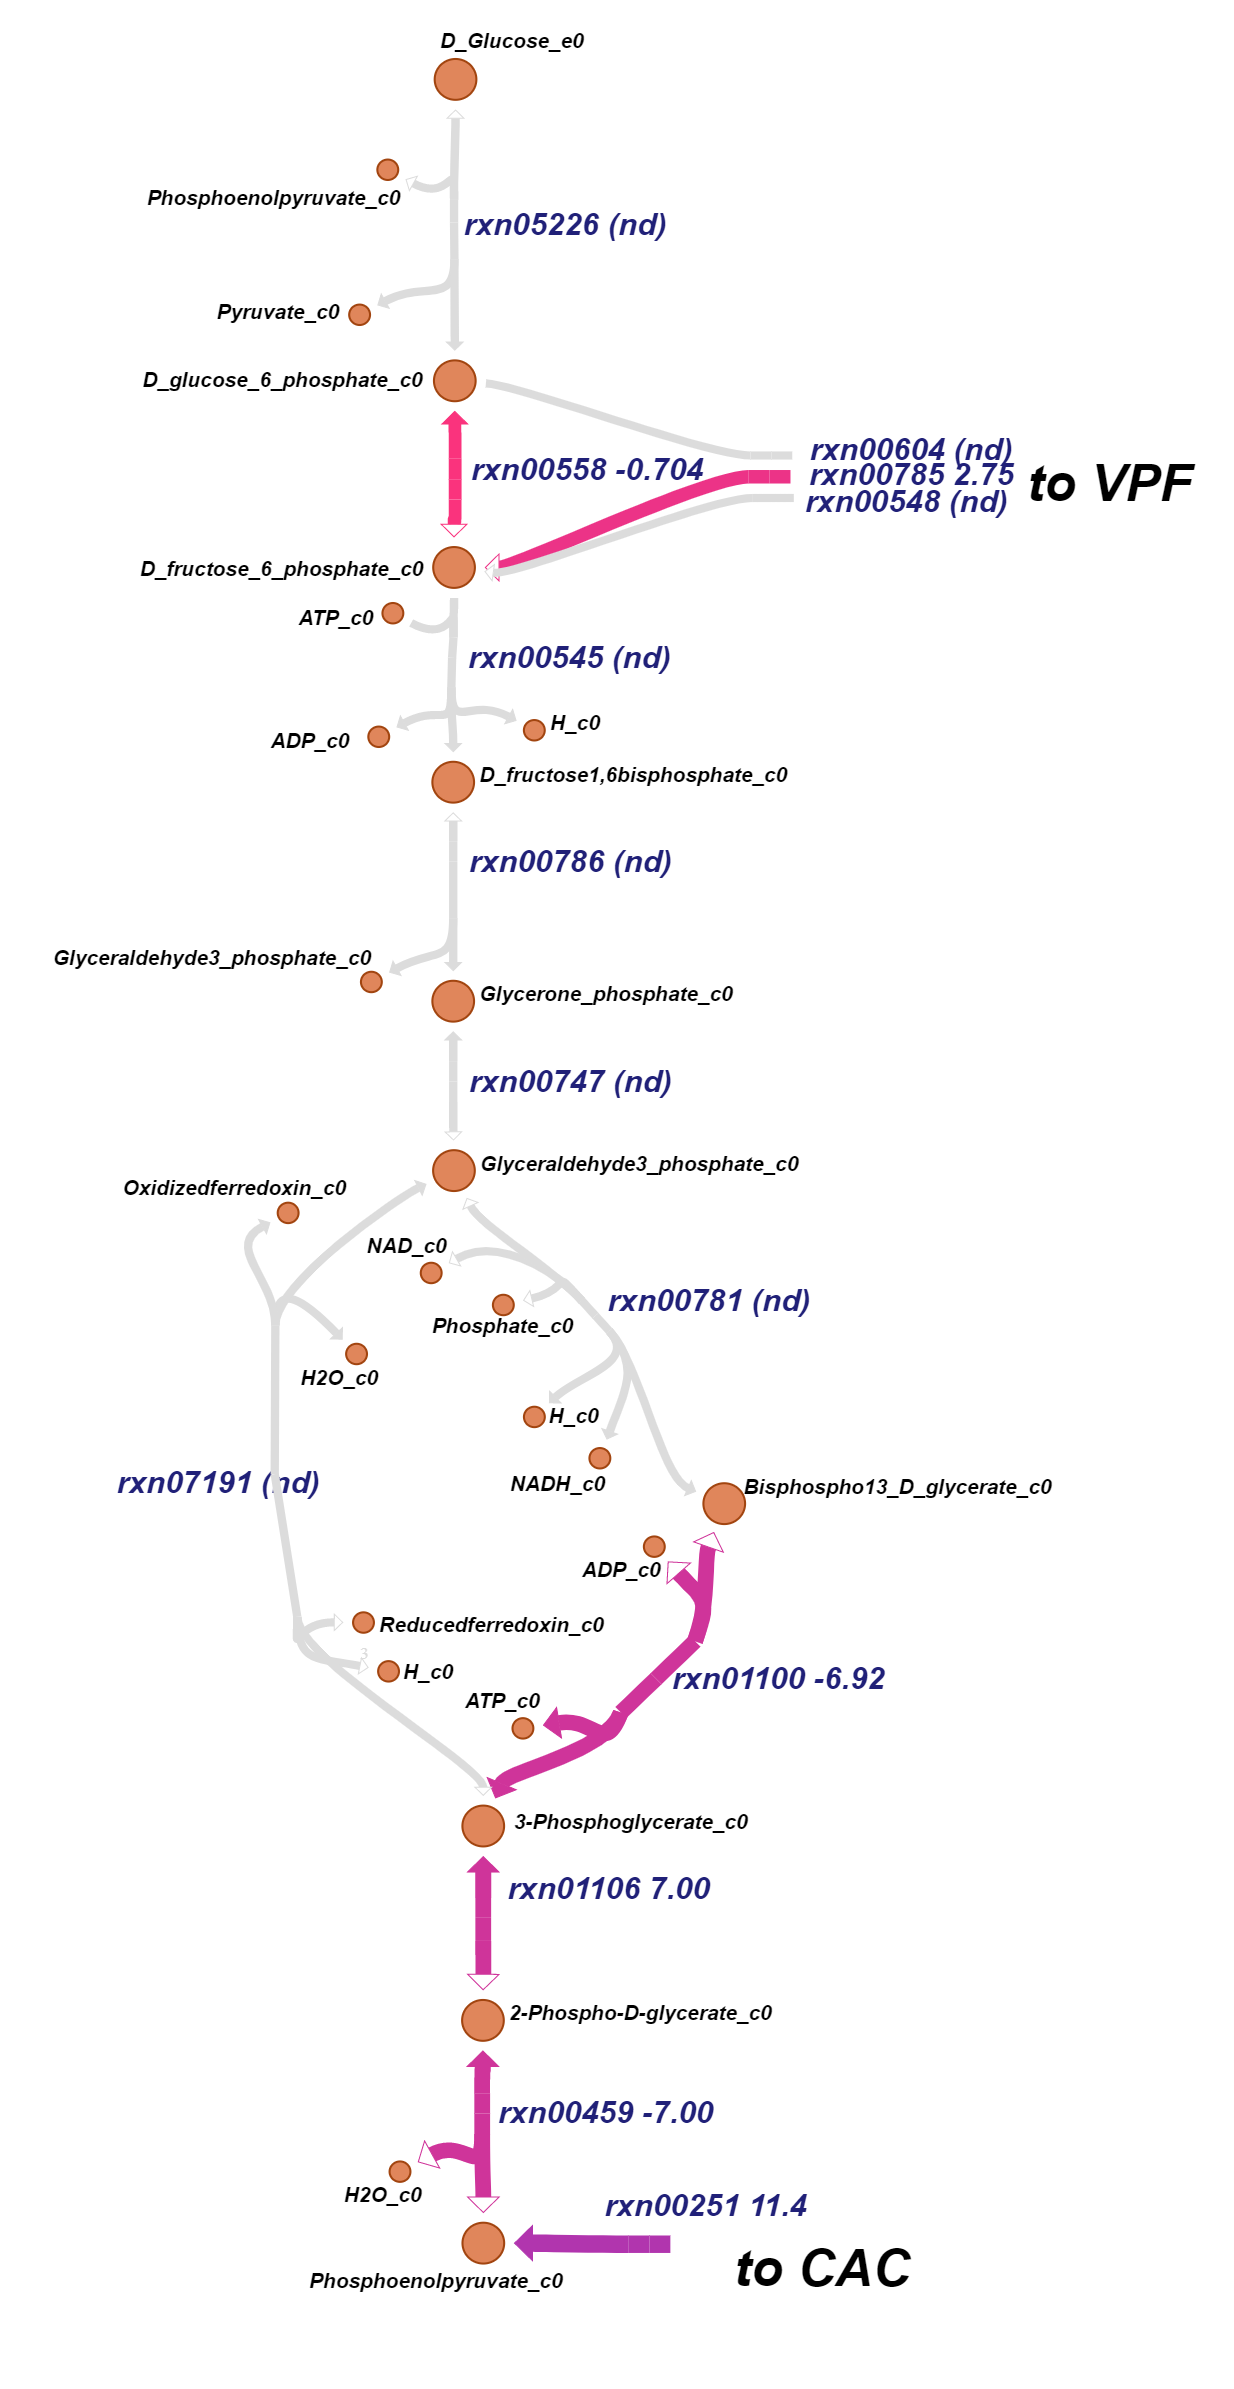 D_Glucose_e0
Phosphoenolpyruvate_c0
rxn05226 (nd)
Pyruvate_c0
D_glucose_6_phosphate_c0
rxn00604 (nd)
rxn00558 -0.704
rxn00785 2.75
to VPF
rxn00548 (nd)
D_fructose_6_phosphate_c0
ATP_c0
rxn00545 (nd)
H_c0
ADP_c0
D_fructose1,6bisphosphate_c0
rxn00786 (nd)
Glyceraldehyde3_phosphate_c0
Glycerone_phosphate_c0
rxn00747 (nd)
Glyceraldehyde3_phosphate_c0
Oxidizedferredoxin_c0
NAD_c0
rxn00781 (nd)
Phosphate_c0
H2O_c0
H_c0
rxn07191 (nd)
NADH_c0
Bisphospho13_D_glycerate_c0
ADP_c0
Reducedferredoxin_c0
3
H_c0
rxn01100 -6.92
ATP_c0
3-Phosphoglycerate_c0
rxn01106 7.00
2-Phospho-D-glycerate_c0
rxn00459 -7.00
H2O_c0
rxn00251 11.4
to CAC
Phosphoenolpyruvate_c0